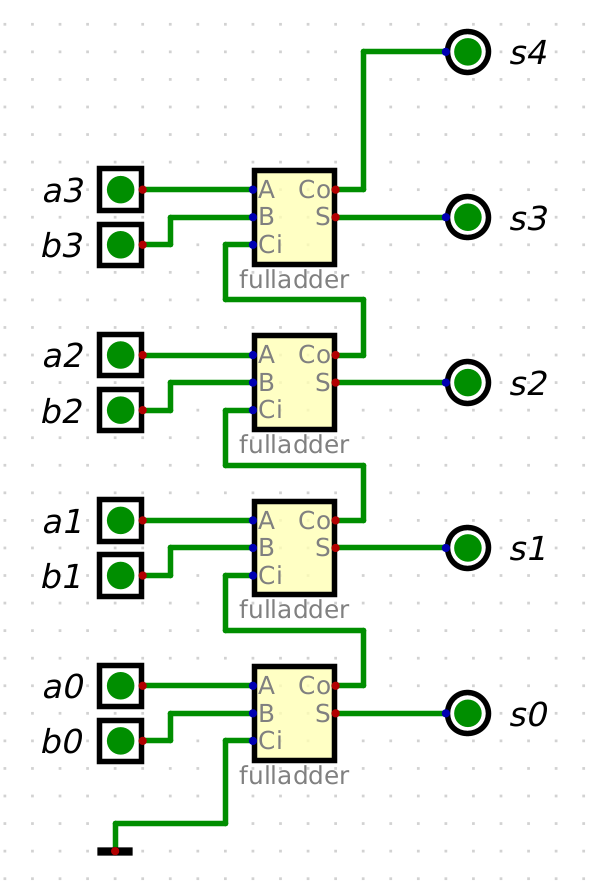 s4
a3 A Co
B S s3
b3 Ci
fulladder
a2 A Co
B S s2
b2 Ci
fulladder
a1 A Co
B S s1
b1 Ci
fulladder
a0 A Co
B S s0
b0 Ci
fulladder